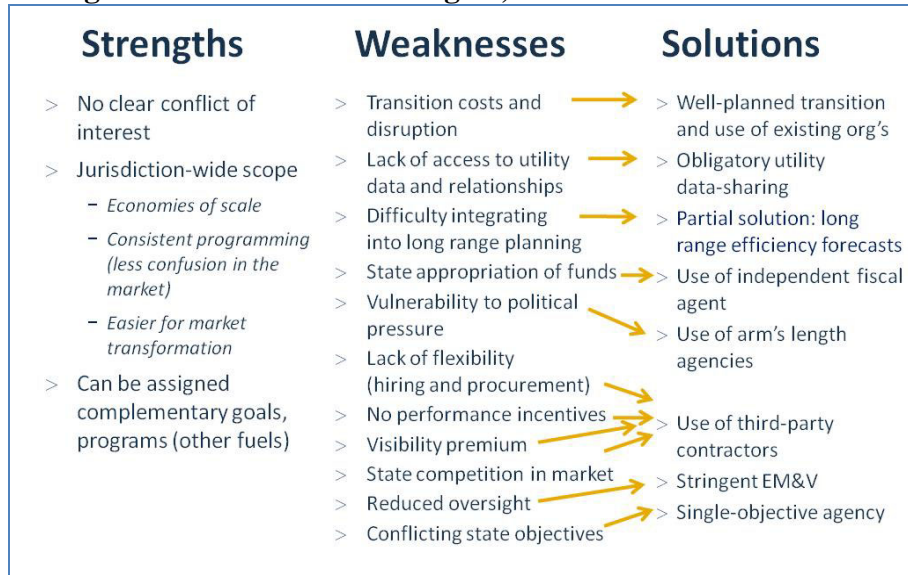 Strengths
> No clear conflict of
interest
> Jurisdiction-wide scope
– Economies of scale
– Consistent programming
(less confusion in the
market)
– Easier for market
transformation
> Can be assigned
complementary goals,
programs (other fuels)
Weaknesses
> Transition costs and
disruption
> Lack of access to utility
data and relationships
> Difficulty integrating
into long range planning
> State appropriation of funds
> Vulnerability to political
pressure
> Lack of flexibility
(hiring and procurement)
> No performance incentives
> Visibility premium
> State competition in market
> Reduced oversight
> Conflicting state objectives
Solutions
> Well-planned transition
and use of existing org's
> Obligatory utility
data-sharing
> Partial solution: long
range efficiency forecasts
> Use of independent fiscal
agent
> Use of arm's length
agencies
> Use of third-party
contractors
> Stringent EM&V
> Single-objective agency